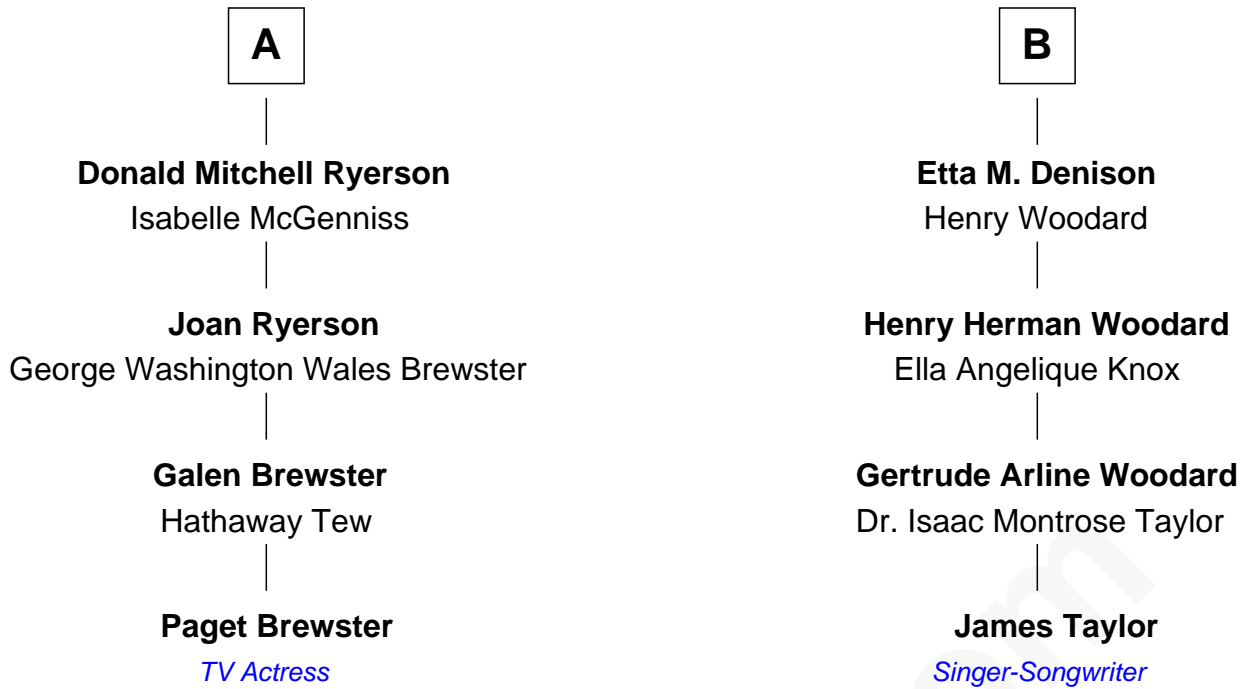 A
Donald Mitchell Ryerson
Isabelle McGenniss
Joan Ryerson
George Washington Wales Brewster
Galen Brewster
Hathaway Tew
Paget Brewster
TV Actress
B
Etta M. Denison
Henry Woodard
Henry Herman Woodard
Ella Angelique Knox
Gertrude Arline Woodard
Dr. Isaac Montrose Taylor
James Taylor
Singer-Songwriter